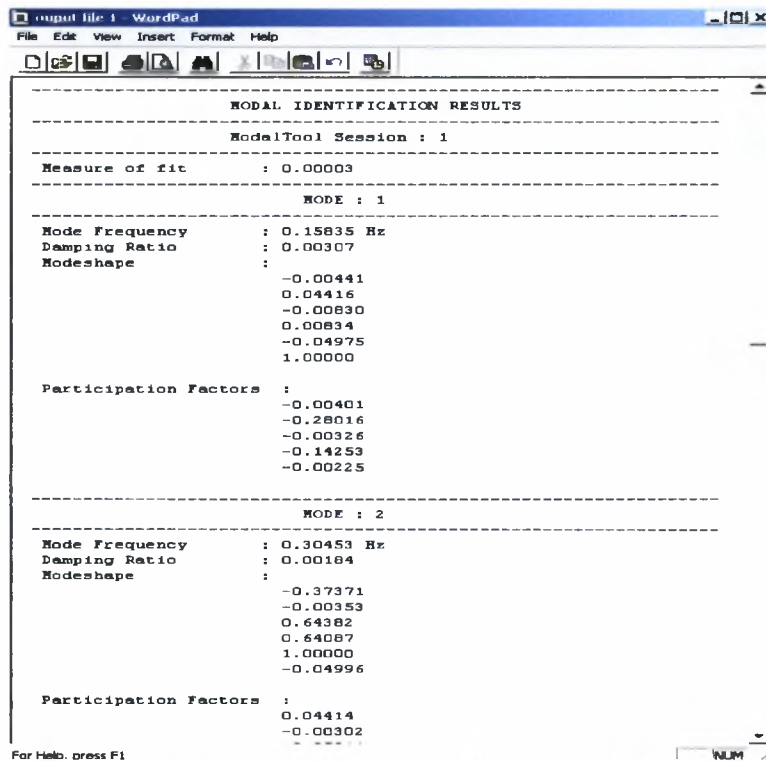 ouput file 1 - WordPad
File Edit View Insert Format Help
MODAL IDENTIFICATION RESULTS
ModalTool Session : 1
Measure of fit : 0.00003
MODE : 1
Mode Frequency : 0.15835 Hz
Damping Ratio : 0.00307
Modeshape :
-0.00441
0.04416
-0.00830
0.00834
-0.04975
1.00000
Participation Factors :
-0.00401
-0.28016
-0.00326
-0.14253
-0.00225
MODE : 2
Mode Frequency : 0.30453 Hz
Damping Ratio : 0.00184
Modeshape :
-0.37371
-0.00353
0.64382
0.64087
1.00000
-0.04996
Participation Factors :
0.04414
-0.00302
For Help, press F1
NUM